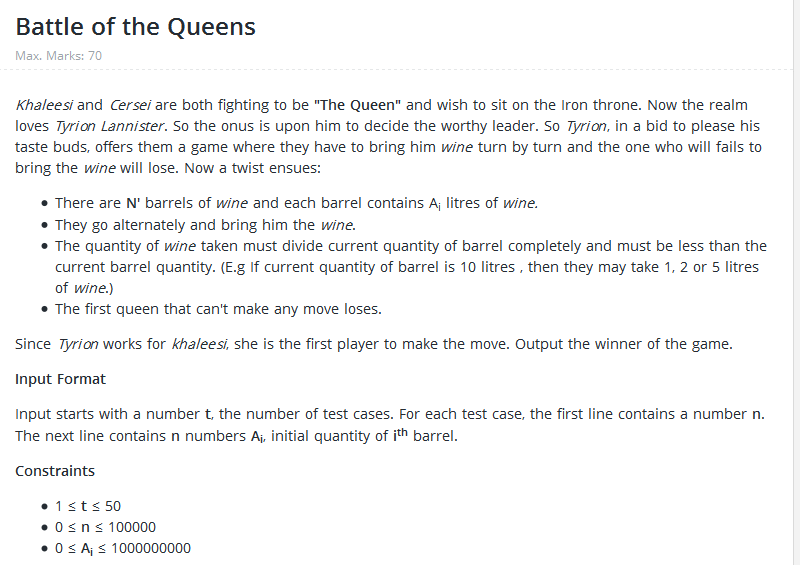 Battle of the Queens
Max. Marks: 70
Khaleesi and Cersei are both fighting to be "The Queen" and wish to sit on the Iron throne. Now the realm
loves Tyrion Lannister. So the onus is upon him to decide the worthy leader. So Tyrion, in a bid to please his
taste buds, offers them a game where they have to bring him wine turn by turn and the one who will fails to
bring the wine will lose. Now a twist ensues:
• There are N' barrels of wine and each barrel contains Ai litres of wine.
• They go alternately and bring him the wine.
• The quantity of wine taken must divide current quantity of barrel completely and must be less than the
current barrel quantity. (E.g If current quantity of barrel is 10 litres , then they may take 1, 2 or 5 litres
of wine.)
• The first queen that can't make any move loses.
Since Tyrion works for khaleesi, she is the first player to make the move. Output the winner of the game.
Input Format
Input starts with a number t, the number of test cases. For each test case, the first line contains a number n.
The next line contains n numbers Ai, initial quantity of ith barrel.
Constraints
• 1 ≤ t ≤ 50
• 0 ≤ n ≤ 100000
• 0 ≤ Ai ≤ 1000000000